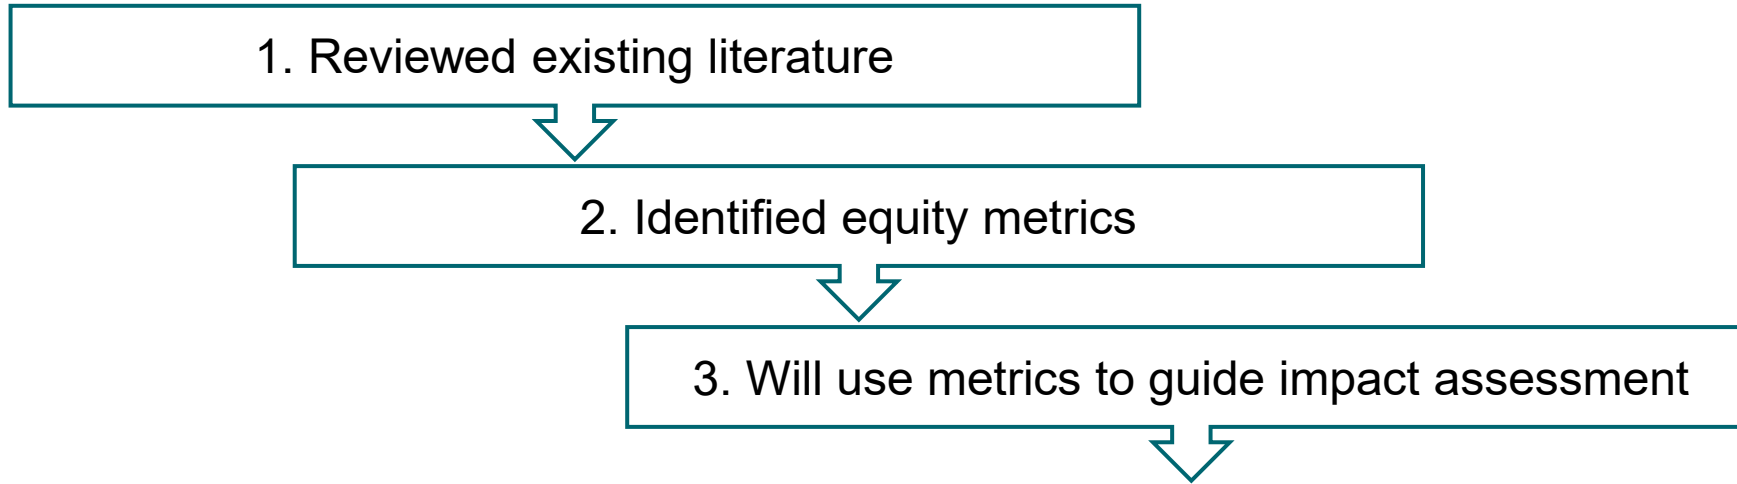 1. Reviewed existing literature
2. Identified equity metrics
3. Will use metrics to guide impact assessment